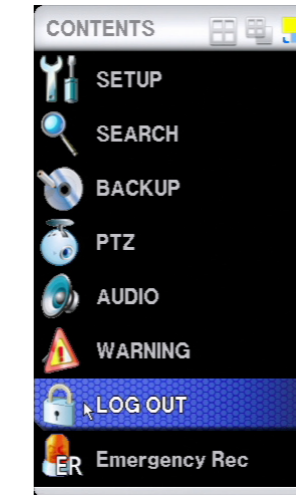 CONTENTS
SETUP
SEARCH
BACKUP
PTZ
AUDIO
WARNING
LOG OUT
ER Emergency Rec